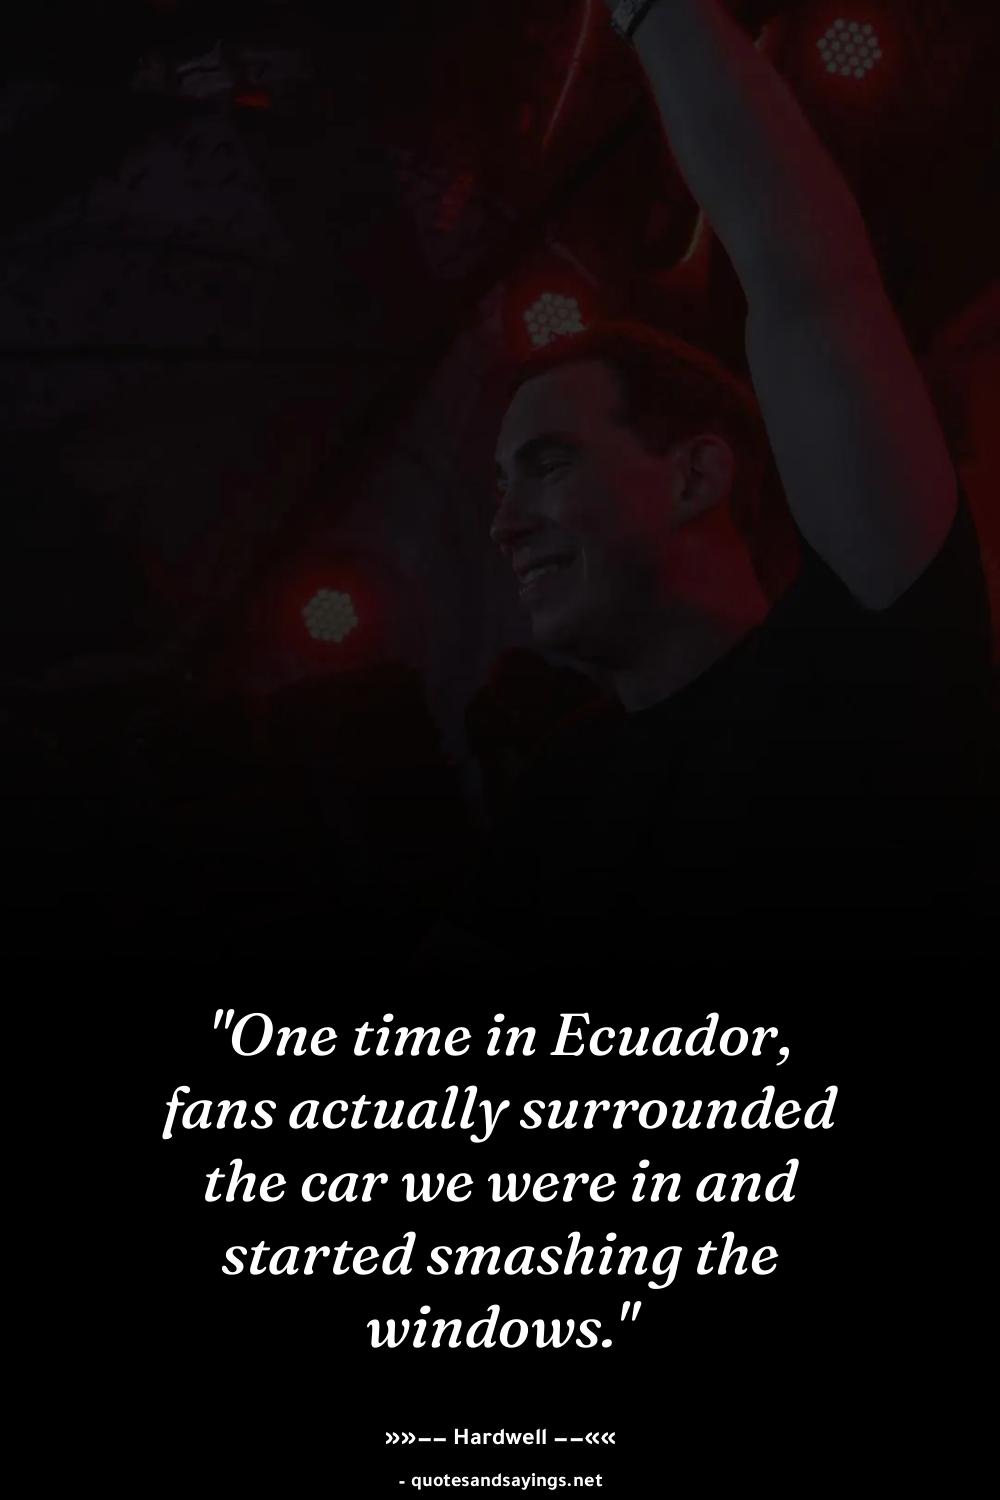 "One time in Ecuador,
fans actually surrounded
the car we were in and
started smashing the
windows."
»»–– Hardwell ––««
- quotesandsayings.net